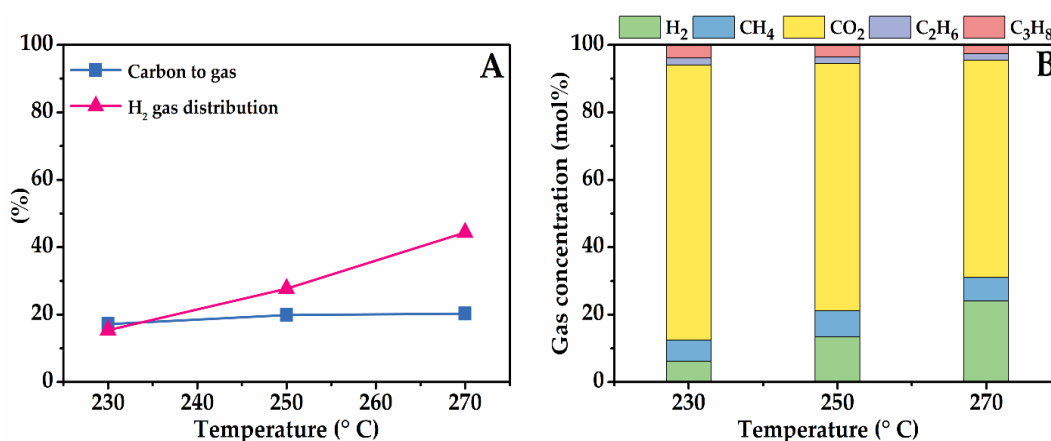 A
Carbon to gas
H₂ gas distribution
100
80
60
40
20
0
(%)
230 240 250 260 270
Temperature (° C)
H₂ CH₄ CO₂ C₂H₆ C₃H₈
B
100
80
60
40
20
0
Gas concentration (mol%)
230 250 270
Temperature (° C)